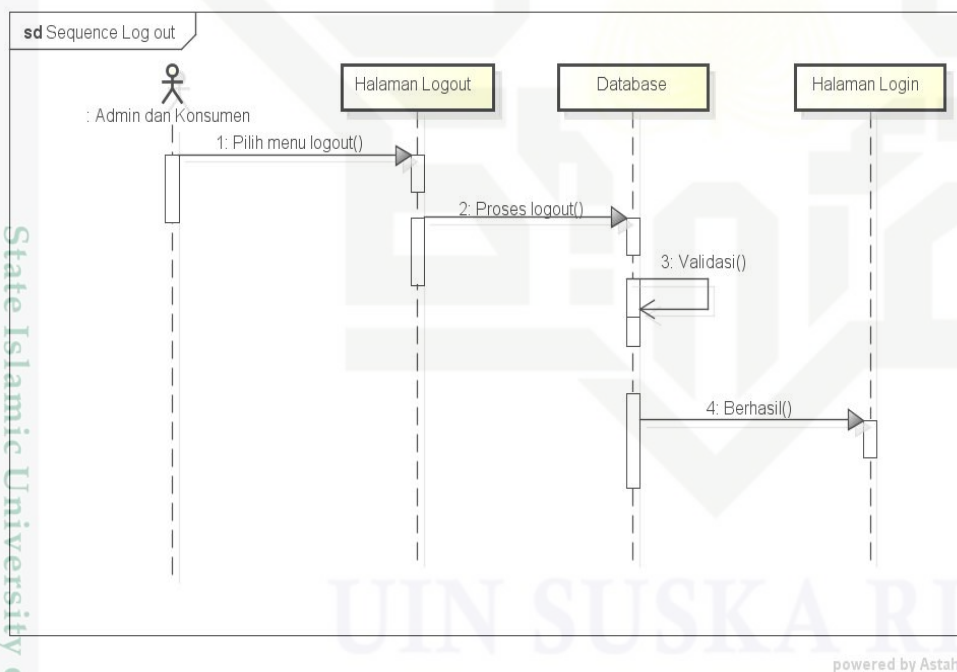 sd Sequence Log out
Halaman Logout
Database
Halaman Login
: Admin dan Konsumen
1: Pilih menu logout()
2: Proses logout()
3: Validasi()
4: Berhasil()
State Islamic University
UIN SUSKA
powered by Astah